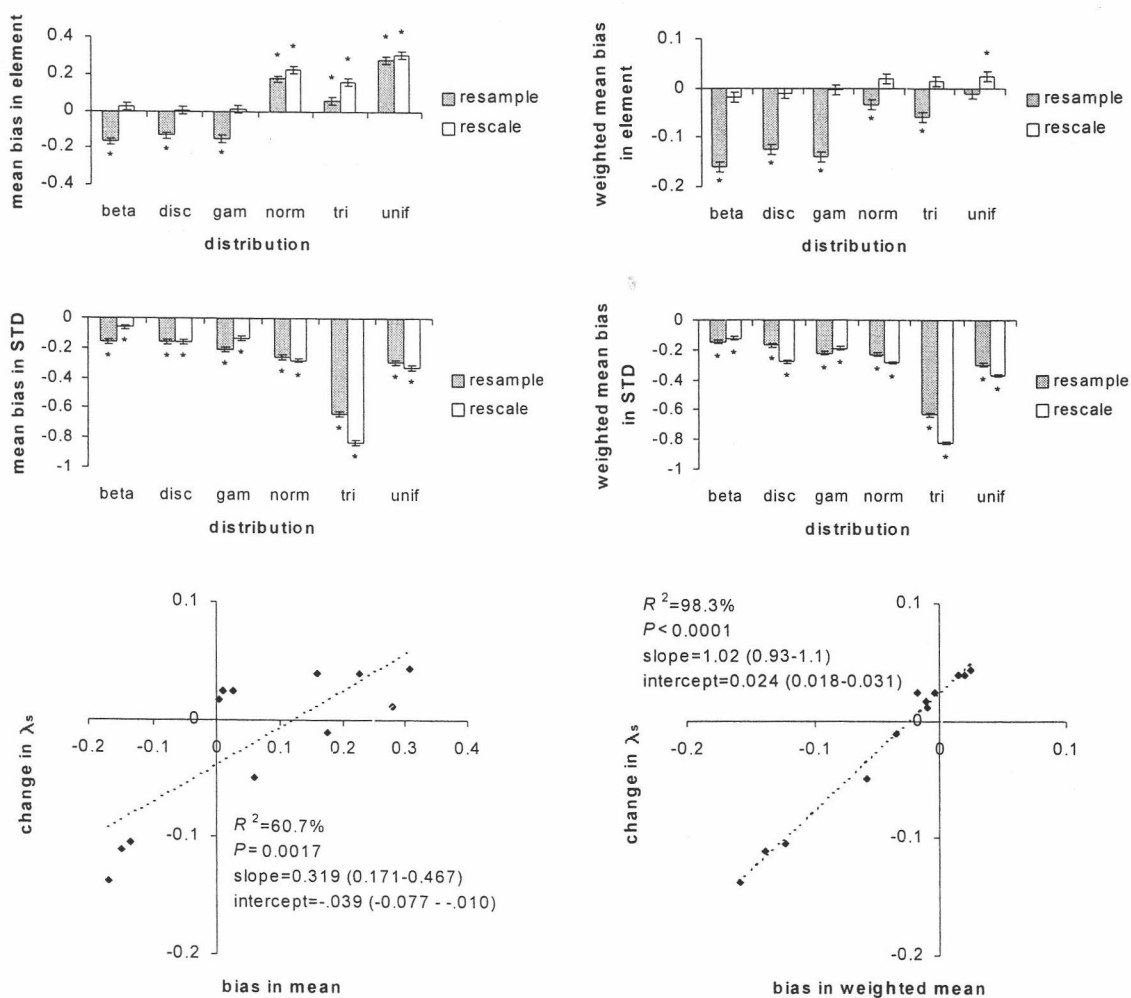 mean bias in element
0.4
0.2
0
-0.2
-0.4
* * * * * * * * *
resample
rescale
beta disc gam norm tri unif
distribution
weighted mean bias
in element
0.1
0
-0.1
-0.2
* * * * * *
resample
rescale
beta disc gam norm tri unif
distribution
mean bias in STD
0
-0.2
-0.4
-0.6
-0.8
-1
* * * * * * * * * * * *
resample
rescale
beta disc gam norm tri unif
distribution
weighted mean bias
in STD
0
-0.2
-0.4
-0.6
-0.8
-1
* * * * * * * * * * * *
resample
rescale
beta disc gam norm tri unif
distribution
change in λs
0.1
0
-0.1
-0.2
-0.2 -0.1 0 0.1 0.2 0.3 0.4
R²=60.7%
P=0.0017
slope=0.319 (0.171-0.467)
intercept=-.039 (-0.077 - -.010)
bias in mean
change in λs
R²=98.3%
P<0.0001
slope=1.02 (0.93-1.1)
intercept=0.024 (0.018-0.031)
0.1
0
-0.1
-0.2
-0.2 -0.1 0 0.1
bias in weighted mean